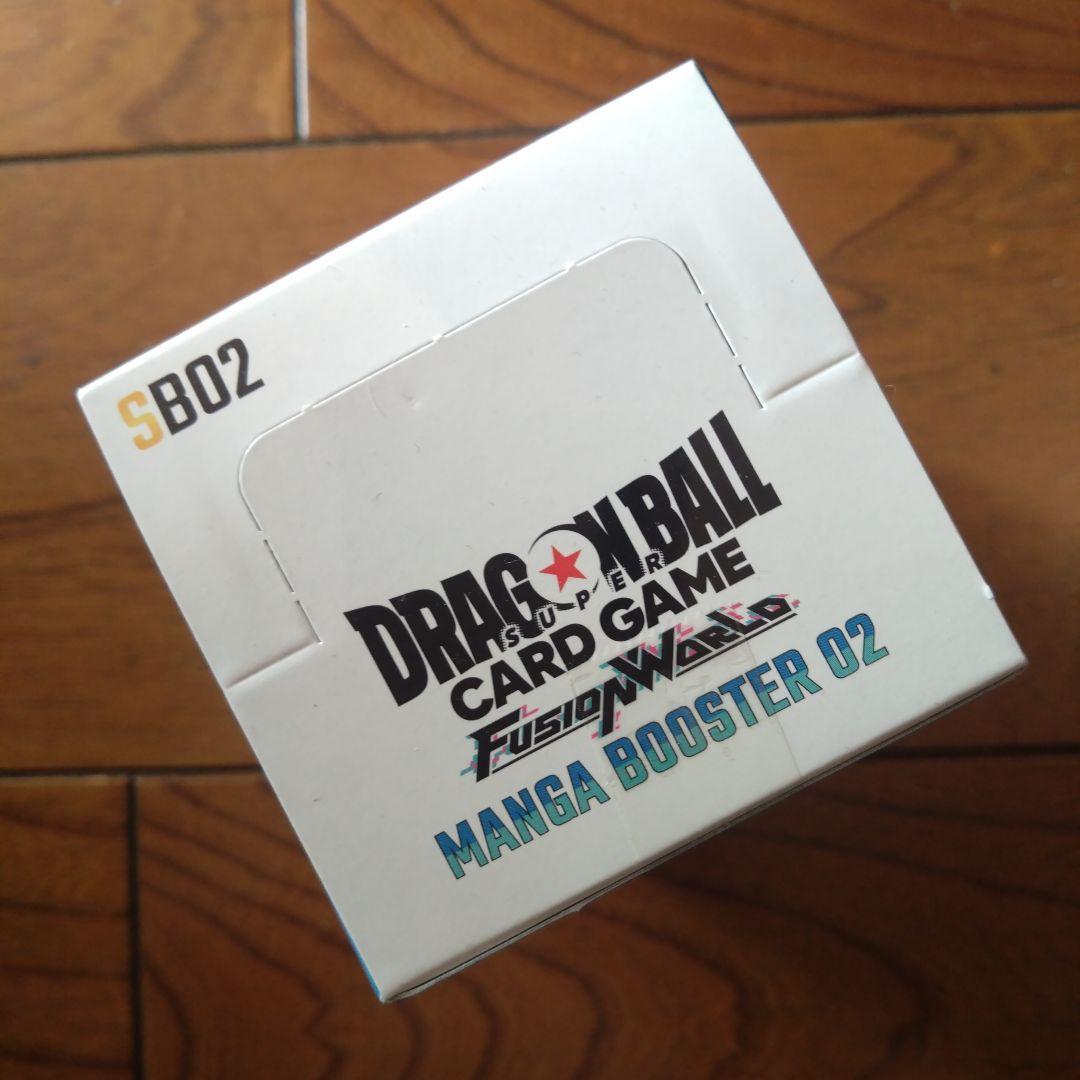 SB02
DRAGON BALL
SUPER
CARD GAME
FUSION WORLD
MANGA BOOSTER 02